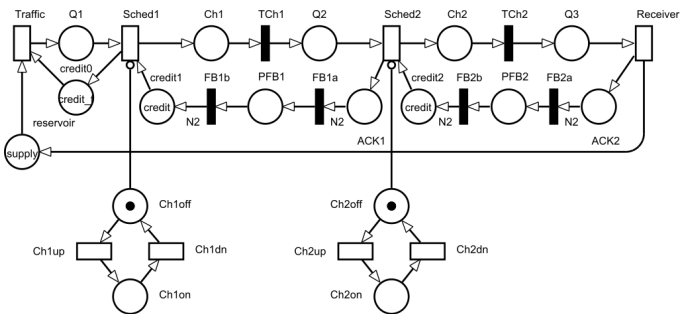 Traffic Q1 Sched1 Ch1 TCh1 Q2 Sched2 Ch2 TCh2 Q3 Receiver
credit0 credit1 FB1b PFB1 FB1a credit2 FB2b PFB2 FB2a
credit_f credit credit
reservoir N2 N2 N2 N2
ACK1 ACK2
supply
Ch1off Ch2off
Ch1up Ch1dn Ch2up Ch2dn
Ch1on Ch2on